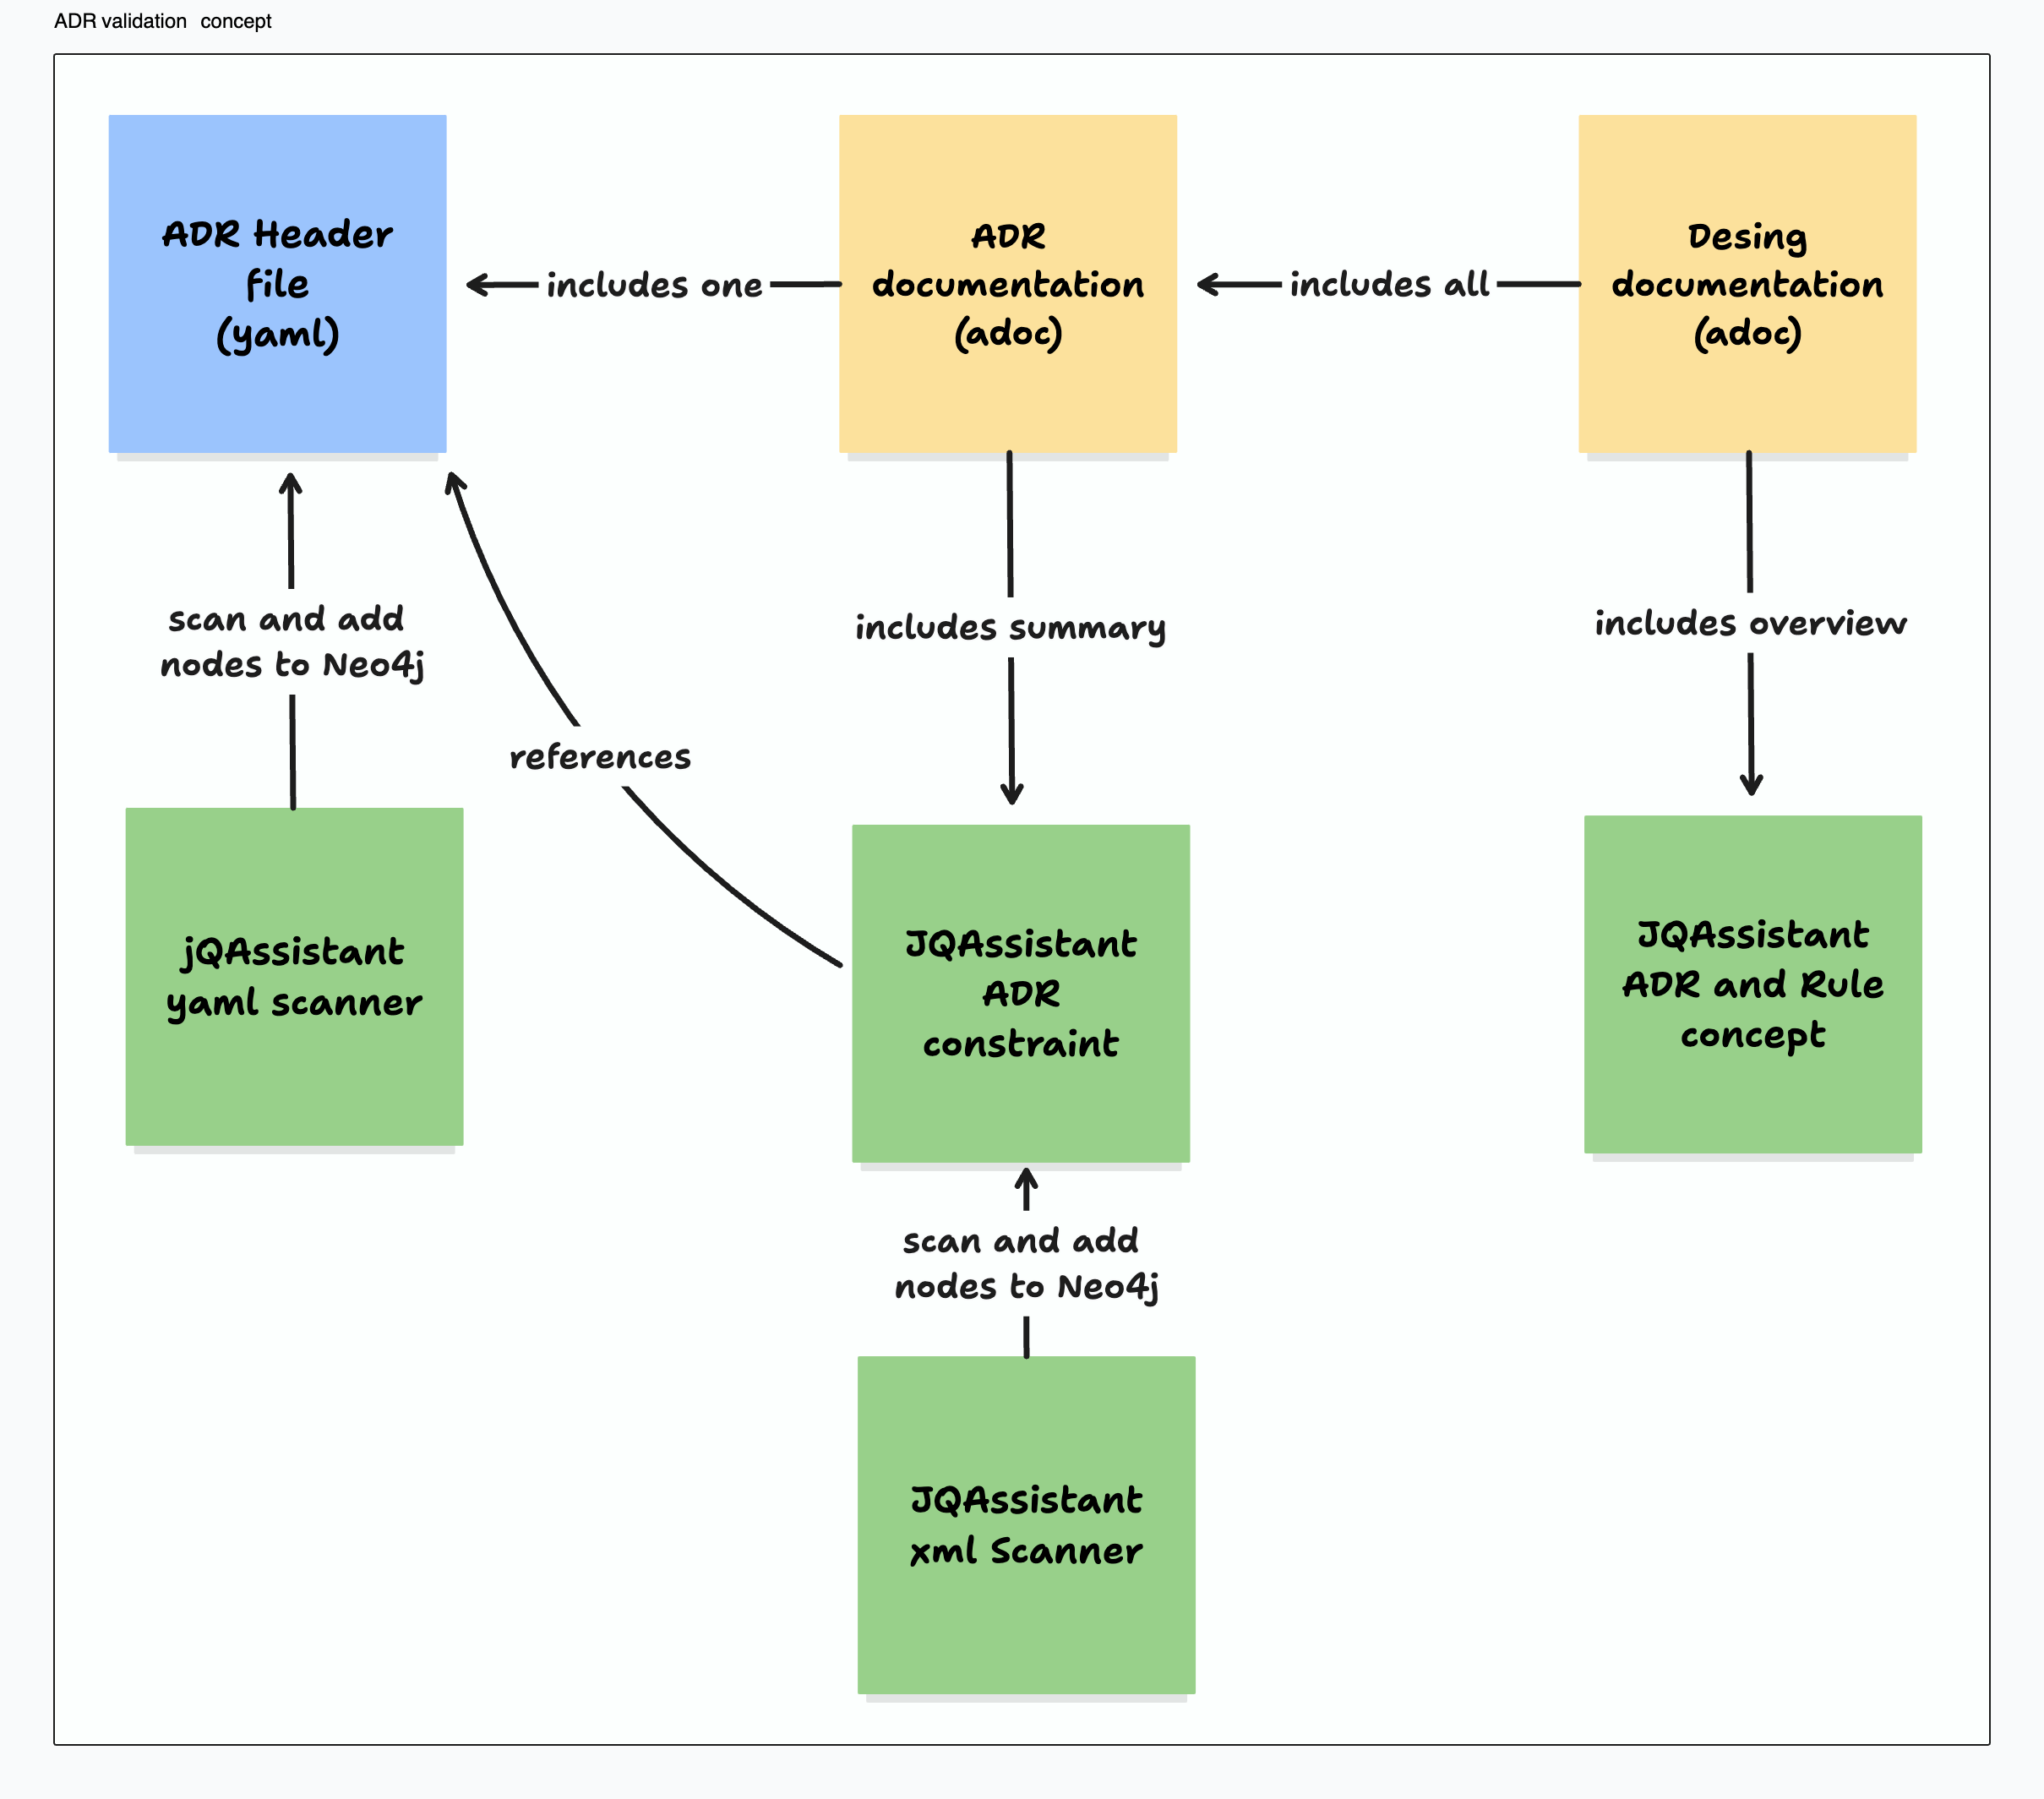 ADR validation concept
ADR Header
file
(yaml)
includes one
ADR
documentation
(adoc)
includes all
Desing
documentation
(adoc)
scan and add
nodes to Neo4j
references
includes summary
includes overview
jQAssistant
yaml scanner
JQAssistant
ADR
constraint
JQAssistant
ADR and Rule
concept
scan and add
nodes to Neo4j
JQAssistant
xml Scanner